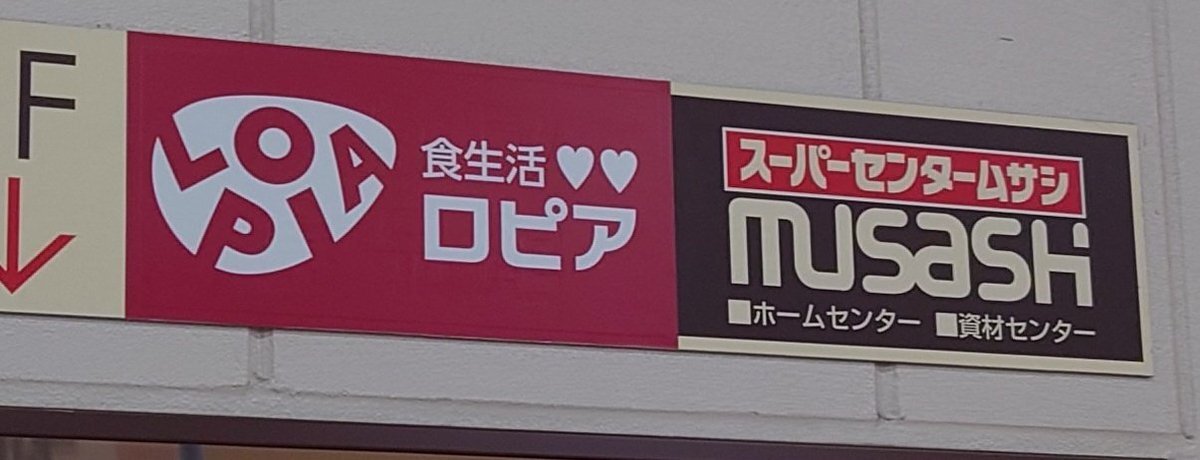 F
↓
LOPIA
食生活♥♥
ロピア
スーパーセンタームサシ
musashi
■ホームセンター ■資材センター